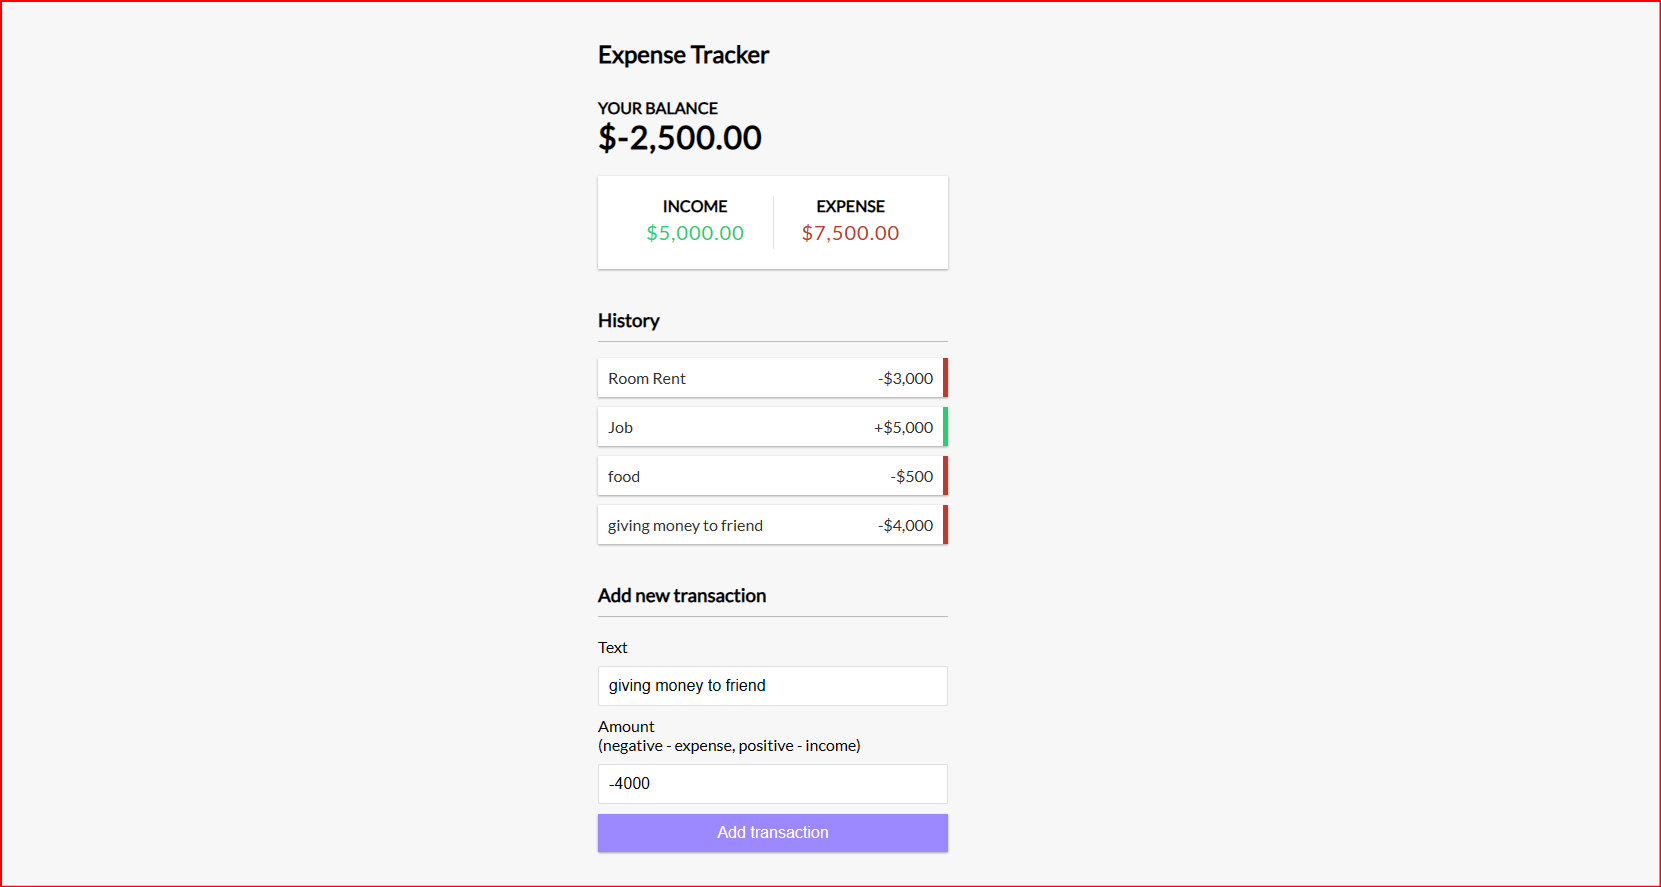 Expense Tracker
YOUR BALANCE
$-2,500.00
INCOME EXPENSE
$5,000.00 $7,500.00
History
Room Rent -$3,000
Job +$5,000
food -$500
giving money to friend -$4,000
Add new transaction
Text
giving money to friend
Amount
(negative - expense, positive - income)
-4000
Add transaction